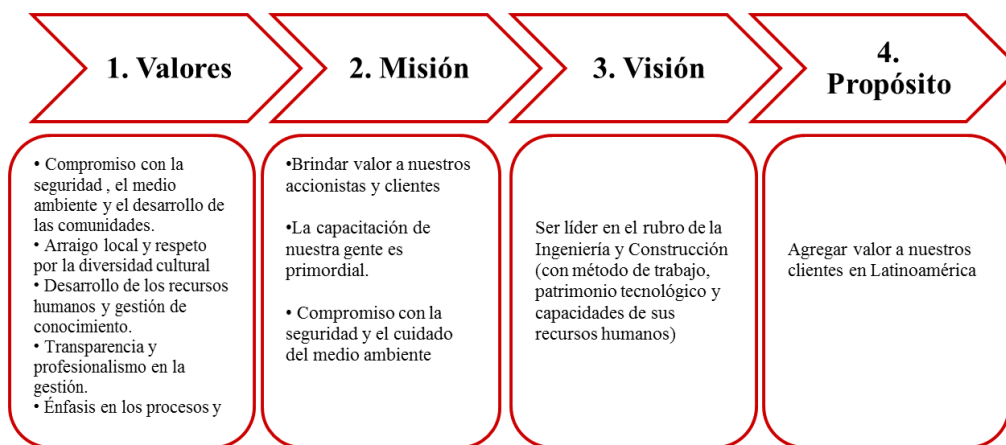 1. Valores
2. Misión
3. Visión
4.
Propósito
• Compromiso con la
seguridad , el medio
ambiente y el desarrollo de
las comunidades.
• Arraigo local y respeto
por la diversidad cultural
• Desarrollo de los recursos
humanos y gestión de
conocimiento.
• Transparencia y
profesionalismo en la
gestión.
• Énfasis en los procesos y
•Brindar valor a nuestros
accionistas y clientes
•La capacitación de
nuestra gente es
primordial.
• Compromiso con la
seguridad y el cuidado
del medio ambiente
Ser líder en el rubro de la
Ingeniería y Construcción
(con método de trabajo,
patrimonio tecnológico y
capacidades de sus
recursos humanos)
Agregar valor a nuestros
clientes en Latinoamérica